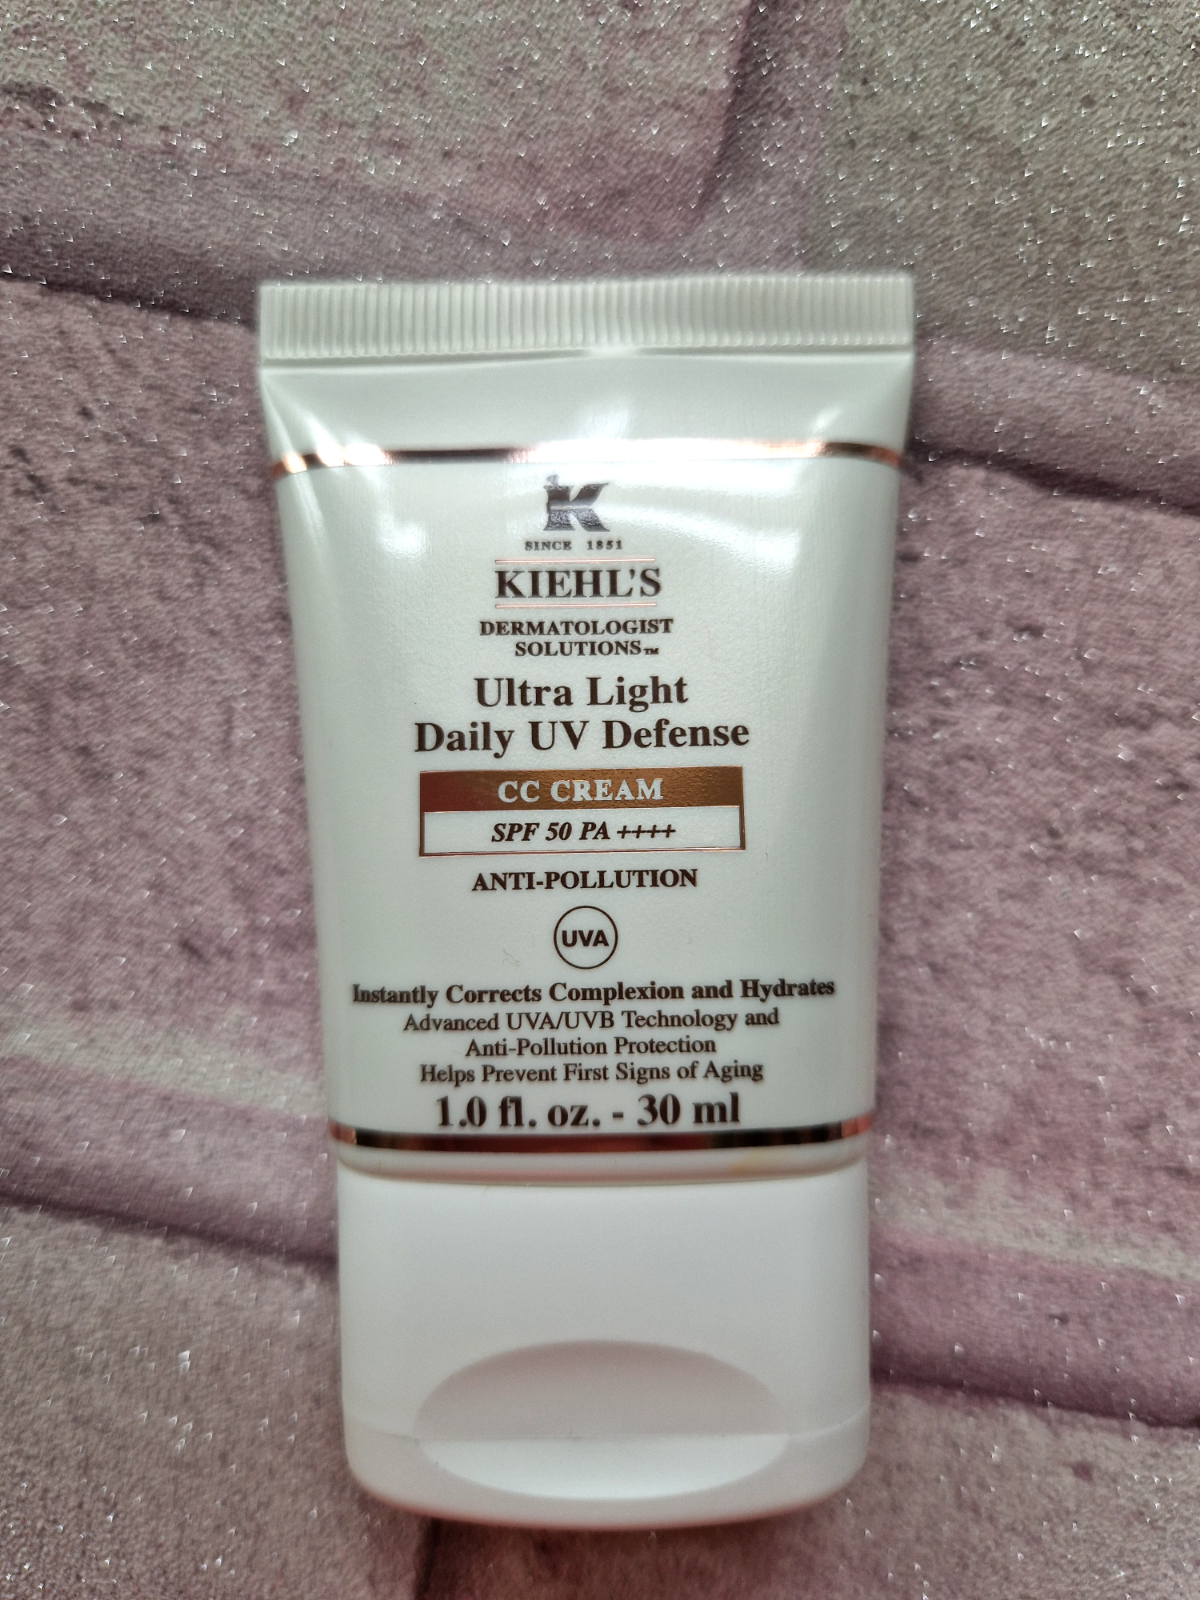 K
SINCE 1851
KIEHL'S
DERMATOLOGIST
SOLUTIONS™
Ultra Light
Daily UV Defense
CC CREAM
SPF 50 PA ++++
ANTI-POLLUTION
UVA
Instantly Corrects Complexion and Hydrates
Advanced UVA/UVB Technology and
Anti-Pollution Protection
Helps Prevent First Signs of Aging
1.0 fl. oz. - 30 ml